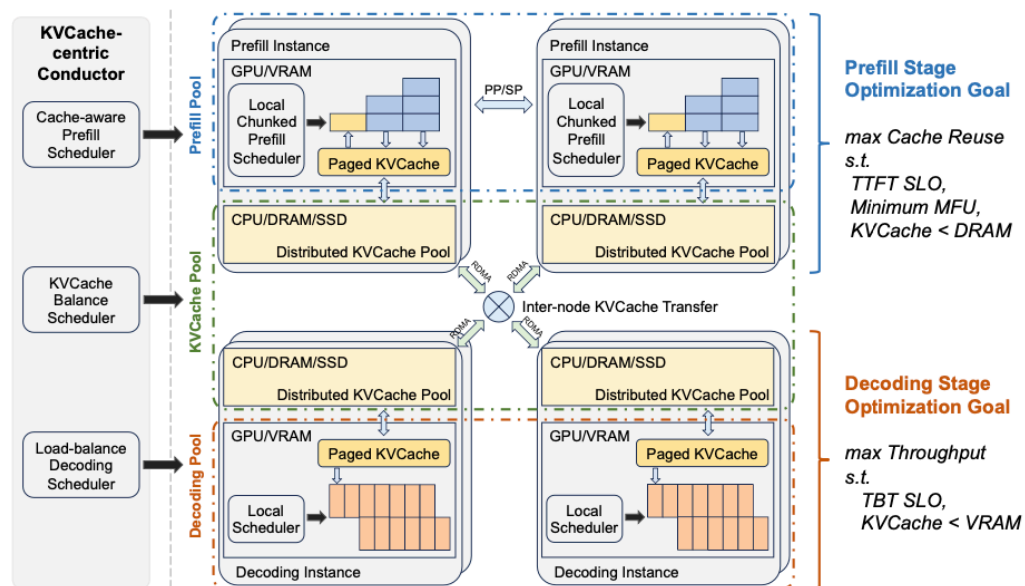 KVCache-
centric
Conductor
Cache-aware
Prefill
Scheduler
KVCache
Balance
Scheduler
Load-balance
Decoding
Scheduler
Prefill Pool
KVCache Pool
Decoding Pool
Prefill Instance
GPU/VRAM
Local
Chunked
Prefill
Scheduler
Paged KVCache
CPU/DRAM/SSD
Distributed KVCache Pool
PP/SP
Prefill Instance
GPU/VRAM
Local
Chunked
Prefill
Scheduler
Paged KVCache
CPU/DRAM/SSD
Distributed KVCache Pool
RDMA
RDMA
Inter-node KVCache Transfer
RDMA
RDMA
CPU/DRAM/SSD
Distributed KVCache Pool
GPU/VRAM
Paged KVCache
Local
Scheduler
Decoding Instance
CPU/DRAM/SSD
Distributed KVCache Pool
GPU/VRAM
Paged KVCache
Local
Scheduler
Decoding Instance
Prefill Stage
Optimization Goal
max Cache Reuse
s.t.
TTFT SLO,
Minimum MFU,
KVCache < DRAM
Decoding Stage
Optimization Goal
max Throughput
s.t.
TBT SLO,
KVCache < VRAM